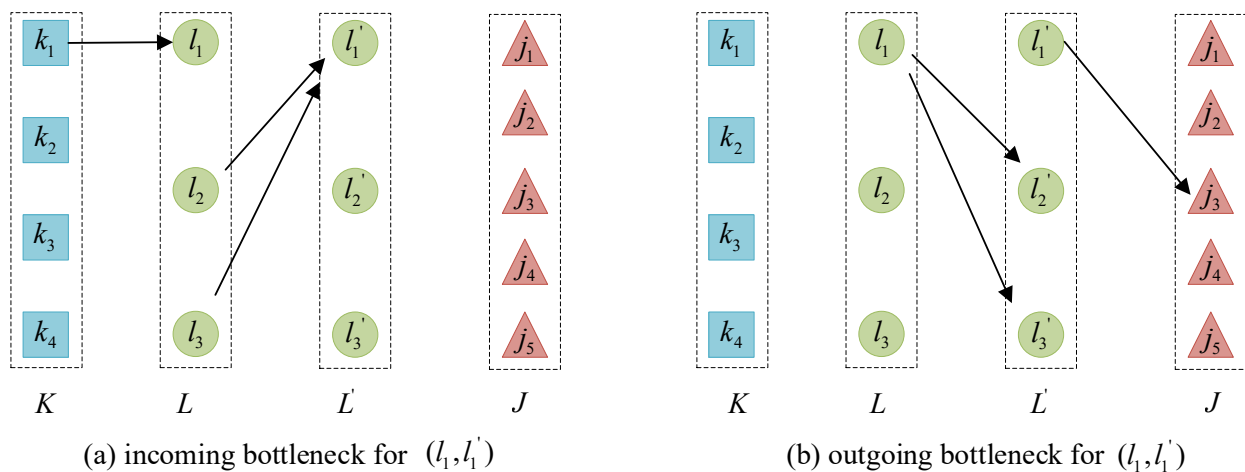 k₁ l₁ l₁' j₁ k₁ l₁ l₁' j₁
j₂ j₂
k₂ k₂
l₂ l₂' j₃ l₂ l₂' j₃
k₃ k₃
j₄ j₄
k₄ l₃ l₃' j₅ k₄ l₃ l₃' j₅
K L L' J K L L' J
(a) incoming bottleneck for (l₁,l₁') (b) outgoing bottleneck for (l₁,l₁')